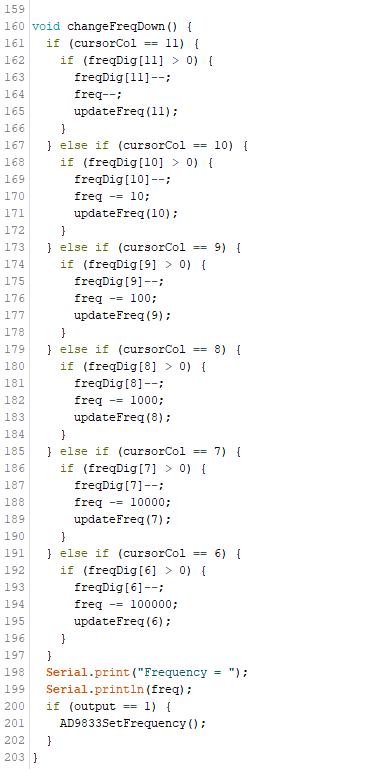 159
160 void changeFreqDown() {
161   if (cursorCol == 11) {
162     if (freqDig[11] > 0) {
163       freqDig[11]--;
164       freq--;
165       updateFreq(11);
166     }
167   } else if (cursorCol == 10) {
168     if (freqDig[10] > 0) {
169       freqDig[10]--;
170       freq -= 10;
171       updateFreq(10);
172     }
173   } else if (cursorCol == 9) {
174     if (freqDig[9] > 0) {
175       freqDig[9]--;
176       freq -= 100;
177       updateFreq(9);
178     }
179   } else if (cursorCol == 8) {
180     if (freqDig[8] > 0) {
181       freqDig[8]--;
182       freq -= 1000;
183       updateFreq(8);
184     }
185   } else if (cursorCol == 7) {
186     if (freqDig[7] > 0) {
187       freqDig[7]--;
188       freq -= 10000;
189       updateFreq(7);
190     }
191   } else if (cursorCol == 6) {
192     if (freqDig[6] > 0) {
193       freqDig[6]--;
194       freq -= 100000;
195       updateFreq(6);
196     }
197   }
198   Serial.print("Frequency = ");
199   Serial.println(freq);
200   if (output == 1) {
201     AD9833SetFrequency();
202   }
203 }